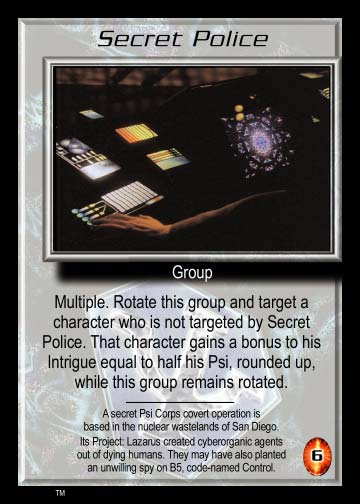 Secret Police
Group
Multiple. Rotate this group and target a
character who is not targeted by Secret
Police. That character gains a bonus to his
Intrigue equal to half his Psi, rounded up,
while this group remains rotated.
A secret Psi Corps covert operation is
based in the nuclear wastelands of San Diego.
Its Project: Lazarus created cyberorganic agents
out of dying humans. They may have also planted
an unwilling spy on B5, code-named Control.
6
TM